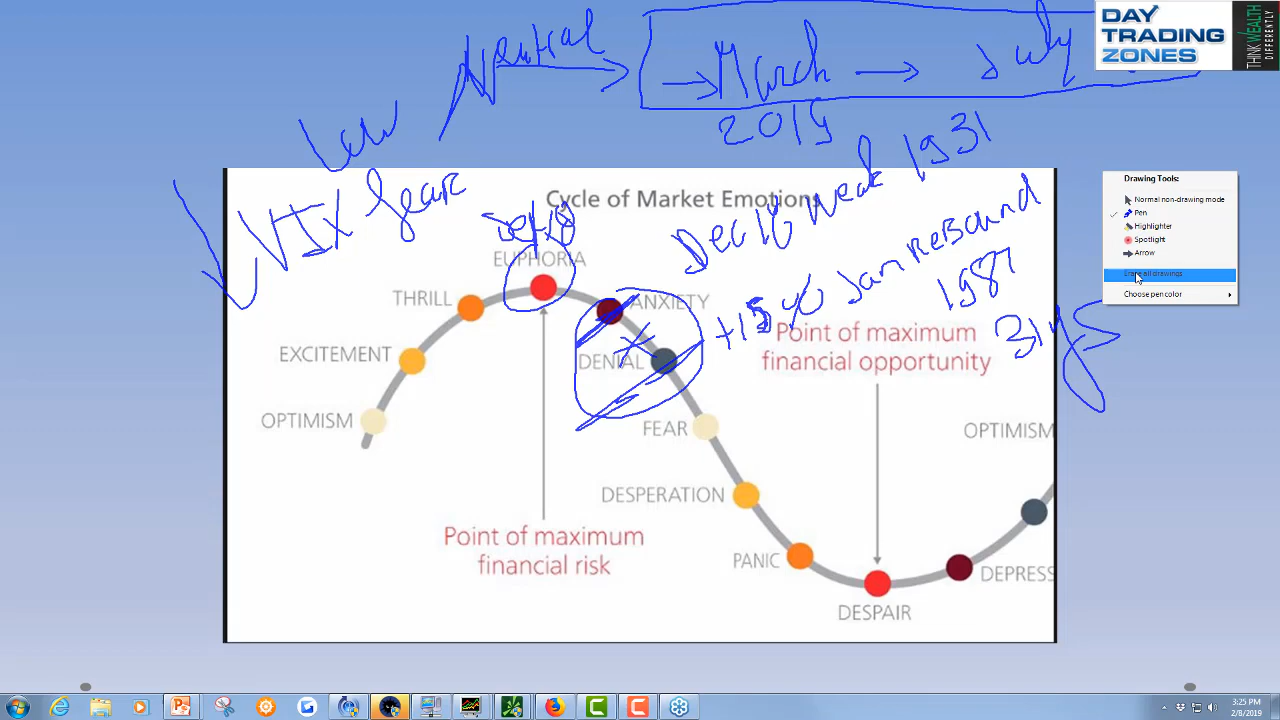 Neutral
March
July
2019
DAY
TRADING
ZONES
THINK WEALTH
DIFFERENTLY
Low
VIX fear
Dec 18 Week 1931
+15% Jan ReBound
1987
31 yrs
Cycle of Market Emotions
EUPHORIA
THRILL
ANXIETY
EXCITEMENT
DENIAL
OPTIMISM
FEAR
DESPERATION
PANIC
DESPAIR
DEPRESS
OPTIMISM
Point of maximum
financial risk
Point of maximum
financial opportunity
Drawing Tools:
Normal non-drawing mode
Pen
Highlighter
Spotlight
Arrow
Erase all drawings
Choose pen color
3:25 PM
2/8/2019